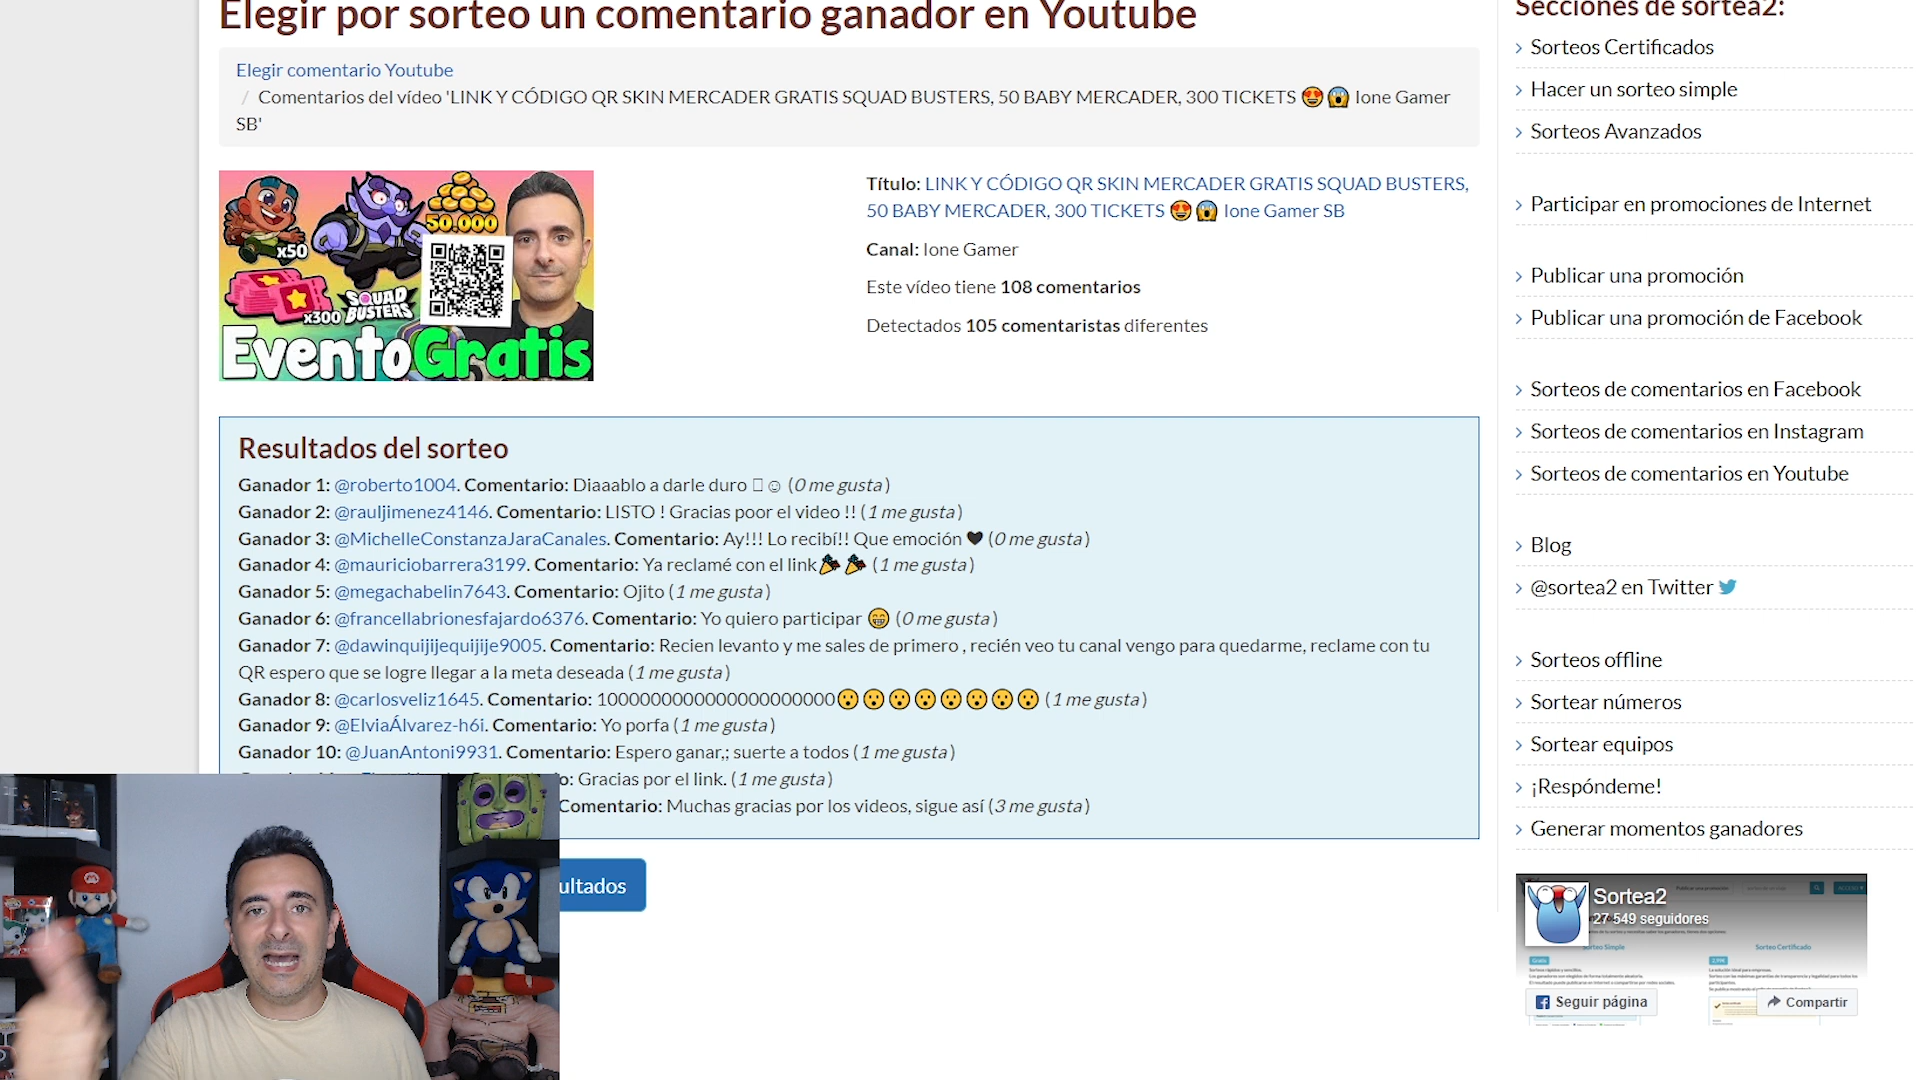 Elegir por sorteo un comentario ganador en Youtube
Elegir comentario Youtube
/ Comentarios del vídeo 'LINK Y CÓDIGO QR SKIN MERCADER GRATIS SQUAD BUSTERS, 50 BABY MERCADER, 300 TICKETS 😍 😱 Ione Gamer
SB'
50.000
x50
x300
SQUAD
BUSTERS
EventoGratis
Título: LINK Y CÓDIGO QR SKIN MERCADER GRATIS SQUAD BUSTERS,
50 BABY MERCADER, 300 TICKETS 😍 😱 Ione Gamer SB
Canal: Ione Gamer
Este vídeo tiene 108 comentarios
Detectados 105 comentaristas diferentes
Resultados del sorteo
Ganador 1: @roberto1004. Comentario: Diaaablo a darle duro ☺ (0 me gusta)
Ganador 2: @rauljimenez4146. Comentario: LISTO ! Gracias poor el video !! (1 me gusta)
Ganador 3: @MichelleConstanzaJaraCanales. Comentario: Ay!!! Lo recibí!! Que emoción 🖤 (0 me gusta)
Ganador 4: @mauriciobarrera3199. Comentario: Ya reclamé con el link (1 me gusta)
Ganador 5: @megachabelin7643. Comentario: Ojito (1 me gusta)
Ganador 6: @francellabrionesfajardo6376. Comentario: Yo quiero participar 😁 (0 me gusta)
Ganador 7: @dawinquijijequijije9005. Comentario: Recien levanto y me sales de primero , recién veo tu canal vengo para quedarme, reclame con tu
QR espero que se logre llegar a la meta deseada (1 me gusta)
Ganador 8: @carlosveliz1645. Comentario: 10000000000000000000000😮😮😮😮😮😮😮😮 (1 me gusta)
Ganador 9: @ElviaÁlvarez-h6i. Comentario: Yo porfa (1 me gusta)
Ganador 10: @JuanAntoni9931. Comentario: Espero ganar,; suerte a todos (1 me gusta)
o: Gracias por el link. (1 me gusta)
Comentario: Muchas gracias por los videos, sigue así (3 me gusta)
ultados
Secciones de sortea2:
Sorteos Certificados
Hacer un sorteo simple
Sorteos Avanzados
Participar en promociones de Internet
Publicar una promoción
Publicar una promoción de Facebook
Sorteos de comentarios en Facebook
Sorteos de comentarios en Instagram
Sorteos de comentarios en Youtube
Blog
@sortea2 en Twitter
Sorteos offline
Sortear números
Sortear equipos
¡Respóndeme!
Generar momentos ganadores
Sortea2
27 549 seguidores
Sorteo Simple
Sorteo Certificado
Seguir página
Compartir